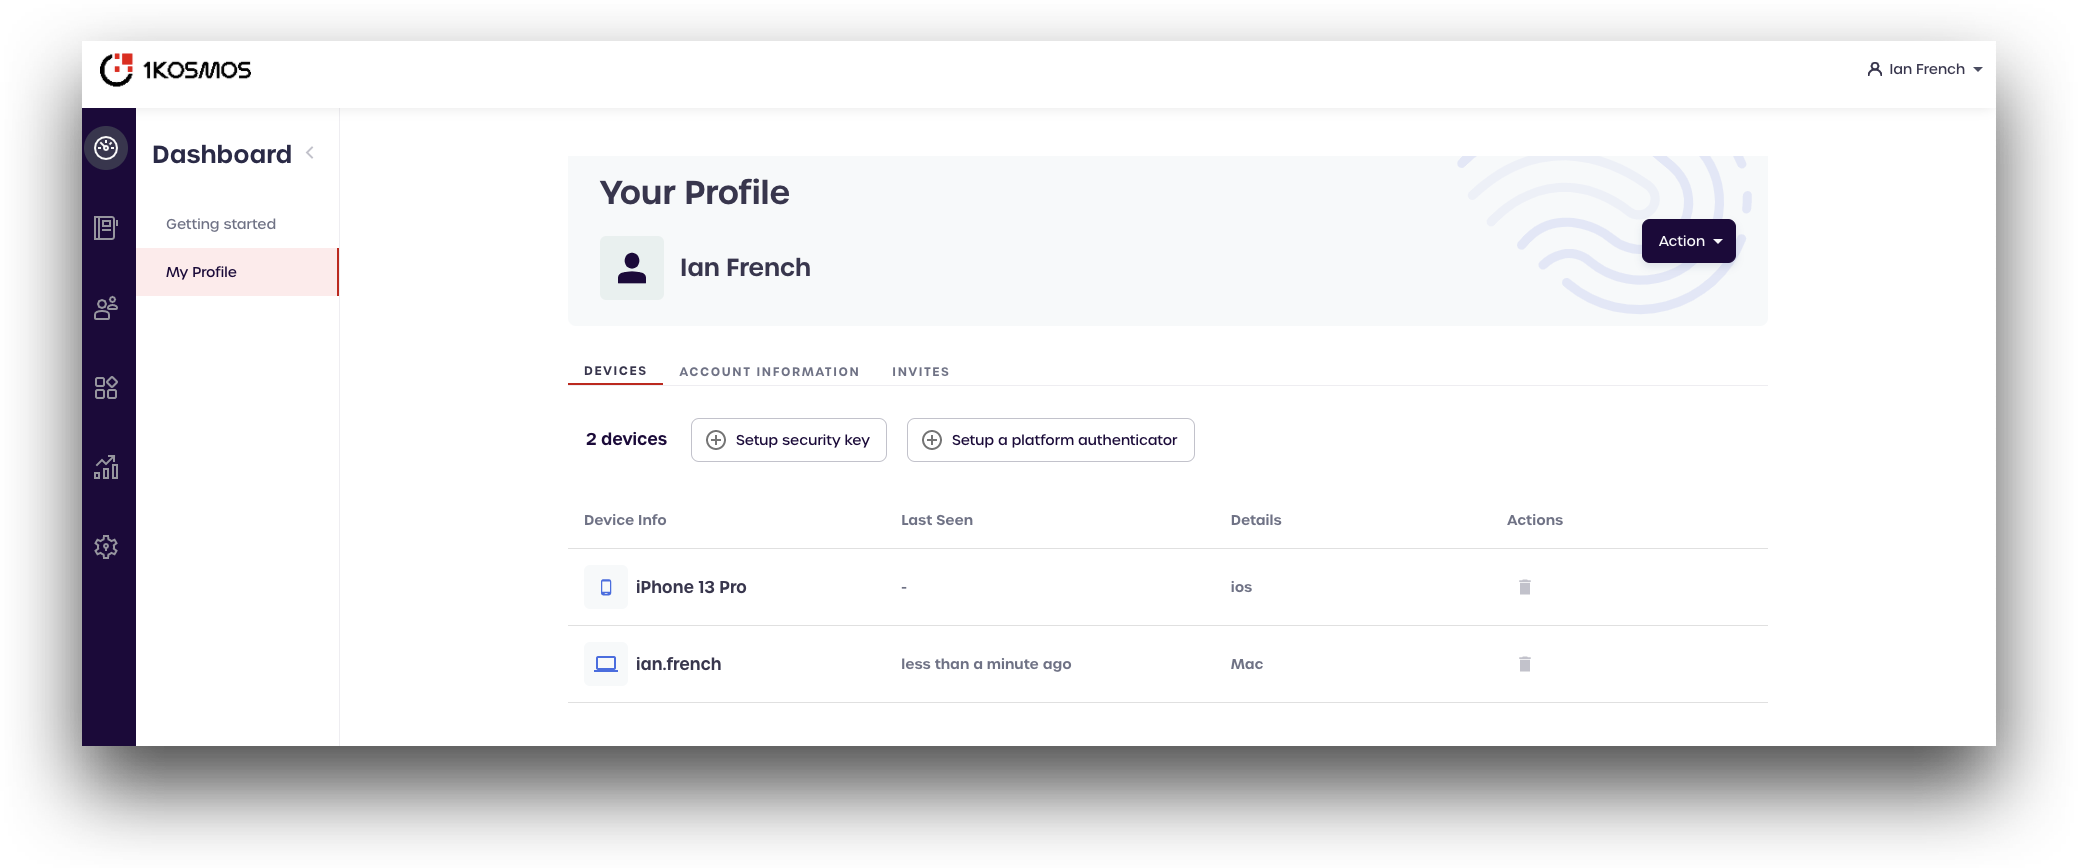 1KOSMOS
Ian French
Dashboard
Getting started
My Profile
Your Profile
Ian French
Action
DEVICES ACCOUNT INFORMATION INVITES
2 devices Setup security key Setup a platform authenticator
Device Info Last Seen Details Actions
iPhone 13 Pro - ios
ian.french less than a minute ago Mac